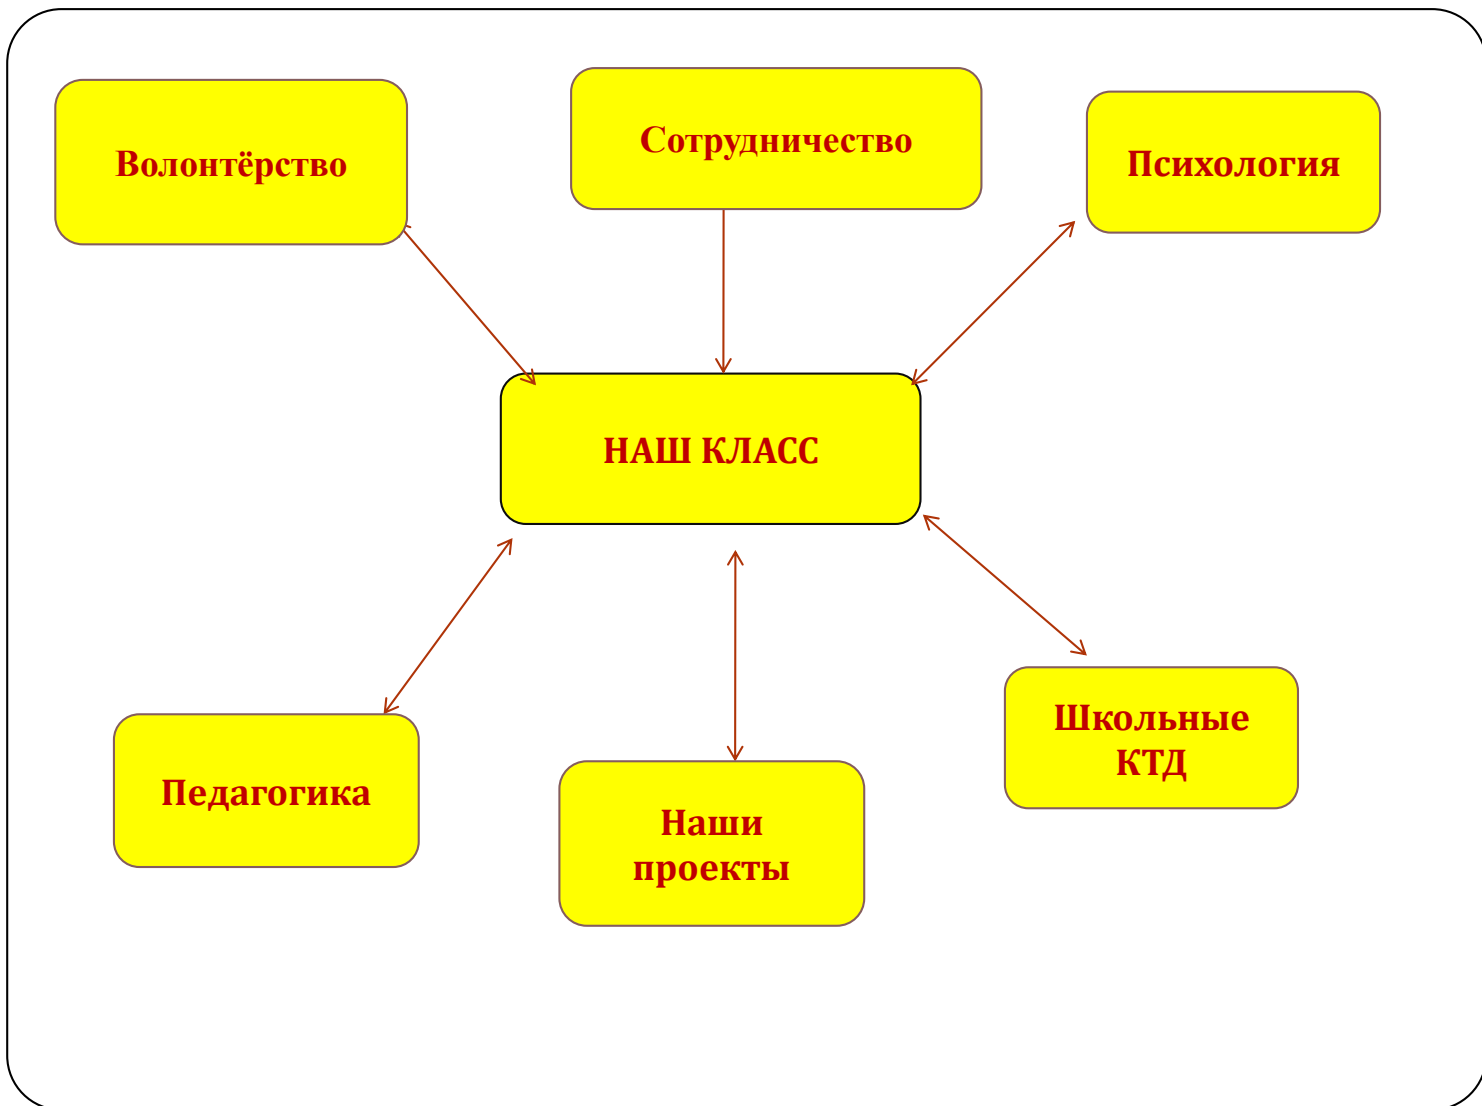 Волонтёрство
Сотрудничество
Психология
НАШ КЛАСС
Педагогика
Наши
проекты
Школьные
КТД